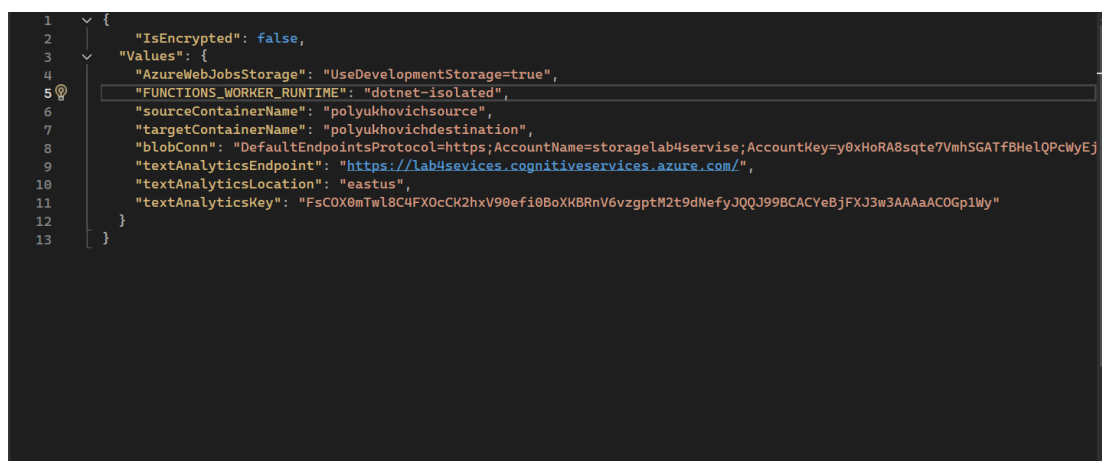 1 {
2 "IsEncrypted": false,
3 "Values": {
4 "AzureWebJobsStorage": "UseDevelopmentStorage=true",
5 "FUNCTIONS_WORKER_RUNTIME": "dotnet-isolated",
6 "sourceContainerName": "polyukhovichsource",
7 "targetContainerName": "polyukhovichdestination",
8 "blobConn": "DefaultEndpointsProtocol=https;AccountName=storagelab4servise;AccountKey=y0xHoRA8sqte7VmhSGATfBHelQPcWyEj
9 "textAnalyticsEndpoint": "https://lab4sevices.cognitiveservices.azure.com/",
10 "textAnalyticsLocation": "eastus",
11 "textAnalyticsKey": "FsCOX0mTwl8C4FXOcCK2hxV90efi0BoXKBRnV6vzgptM2t9dNefyJQQJ99BCACYeBjFXJ3w3AAAaACOGp1Wy"
12 }
13 }